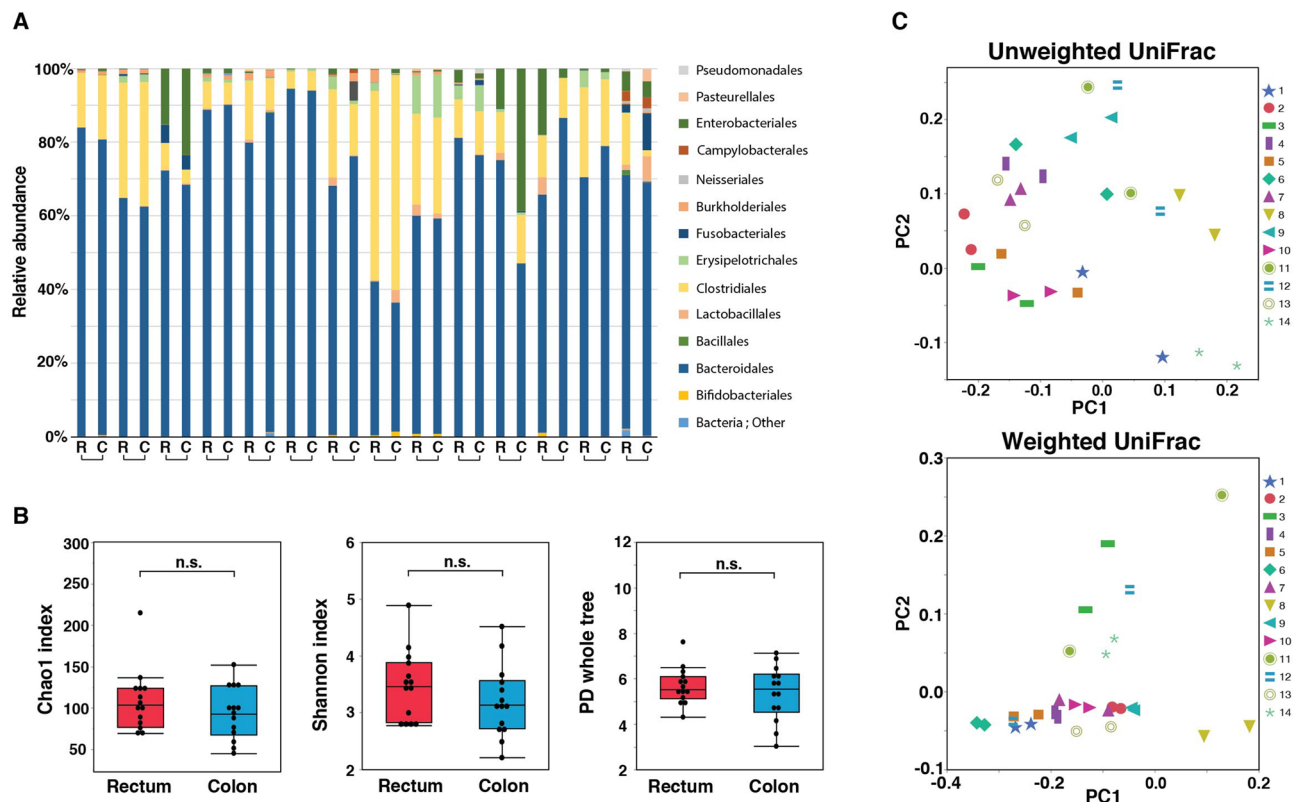 A
100%
80%
60%
40%
20%
0%
Relative abundance
R C R C R C R C R C R C R C R C R C R C R C R C R C R C
Pseudomonadales
Pasteurellales
Enterobacteriales
Campylobacterales
Neisseriales
Burkholderiales
Fusobacteriales
Erysipelotrichales
Clostridiales
Lactobacillales
Bacillales
Bacteroidales
Bifidobacteriales
Bacteria ; Other
B
300
250
200
150
100
50
Chao1 index
n.s.
Rectum Colon
6
5
4
3
2
Shannon index
n.s.
Rectum Colon
12
10
8
6
4
2
PD whole tree
n.s.
Rectum Colon
C
Unweighted UniFrac
0.2
0.1
0.0
-0.1
PC2
-0.2 -0.1 0.0 0.1 0.2
PC1
1
2
3
4
5
6
7
8
9
10
11
12
13
14
Weighted UniFrac
0.3
0.2
0.1
0.0
-0.1
PC2
-0.4 -0.2 0.0 0.2
PC1
1
2
3
4
5
6
7
8
9
10
11
12
13
14